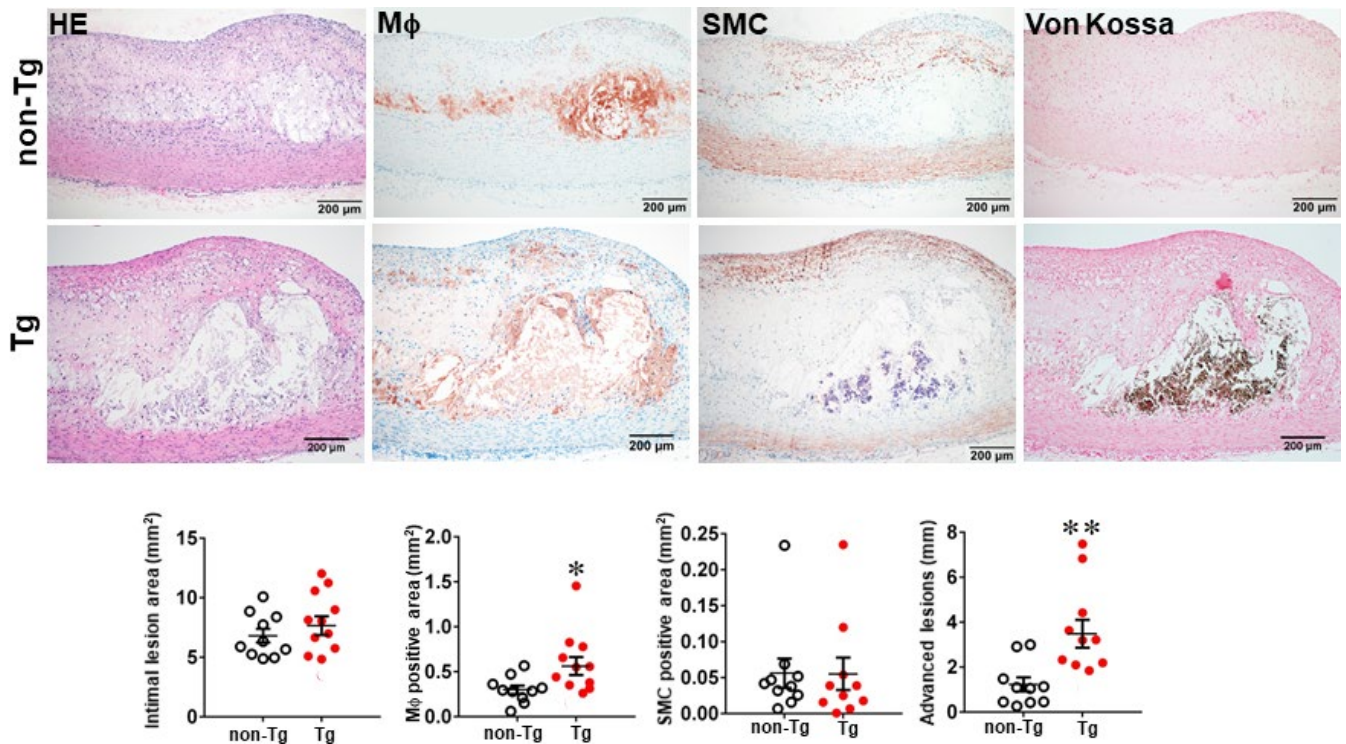 HE Mϕ SMC Von Kossa
non-Tg
200 μm 200 μm 200 μm 200 μm
Tg
200 μm 200 μm 200 μm 200 μm
Intimal lesion area (mm²)
15
10
5
0
non-Tg Tg
Mϕ positive area (mm²)
2.0
1.5
1.0
0.5
0.0
*
non-Tg Tg
SMC positive area (mm²)
0.25
0.20
0.15
0.10
0.05
0.00
non-Tg Tg
Advanced lesions (mm)
8
6
4
2
0
**
non-Tg Tg